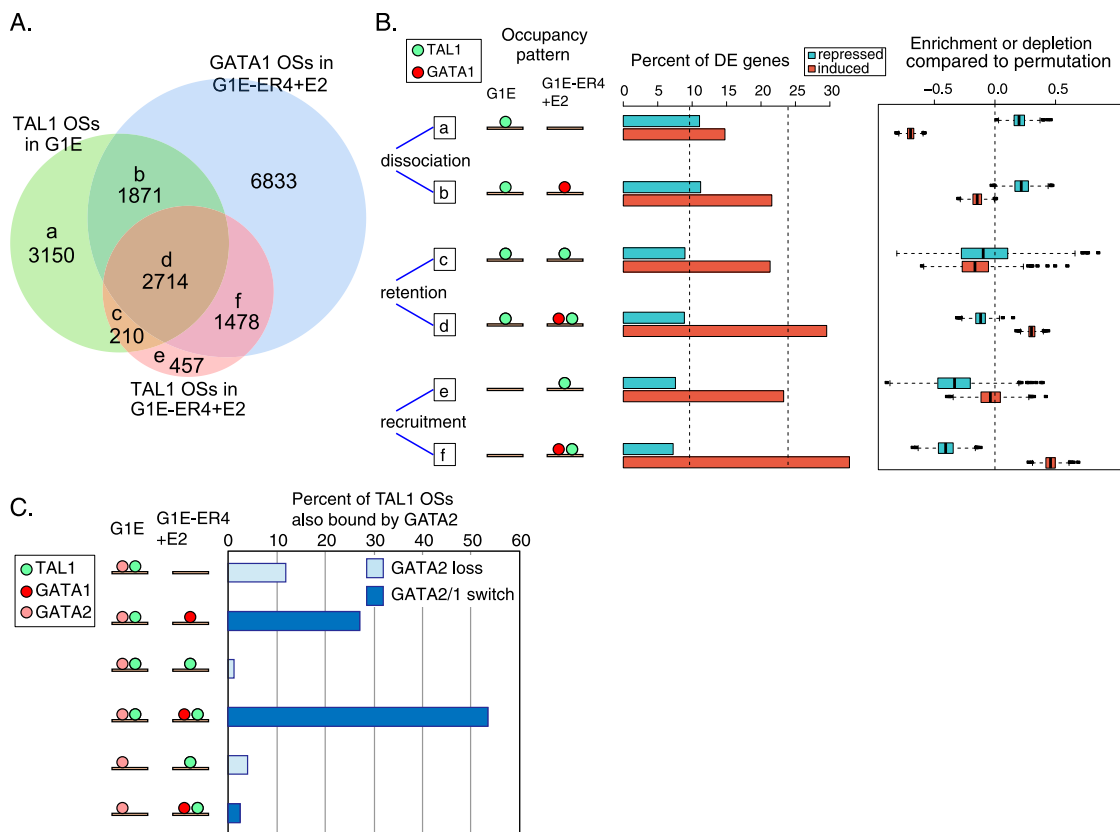 A.
GATA1 OSs in
G1E-ER4+E2
TAL1 OSs
in G1E
b
1871
6833
a
3150
d
2714
f
1478
c
210
e
457
TAL1 OSs in
G1E-ER4+E2
B.
TAL1
GATA1
Occupancy
pattern
G1E
G1E-ER4
+E2
Percent of DE genes
repressed
induced
0 10 20 30
Enrichment or depletion
compared to permutation
−0.5 0.0 0.5
a
dissociation
b
c
retention
d
e
recruitment
f
C.
G1E
G1E-ER4
+E2
Percent of TAL1 OSs
also bound by GATA2
0 10 20 30 40 50 60
TAL1
GATA1
GATA2
GATA2 loss
GATA2/1 switch